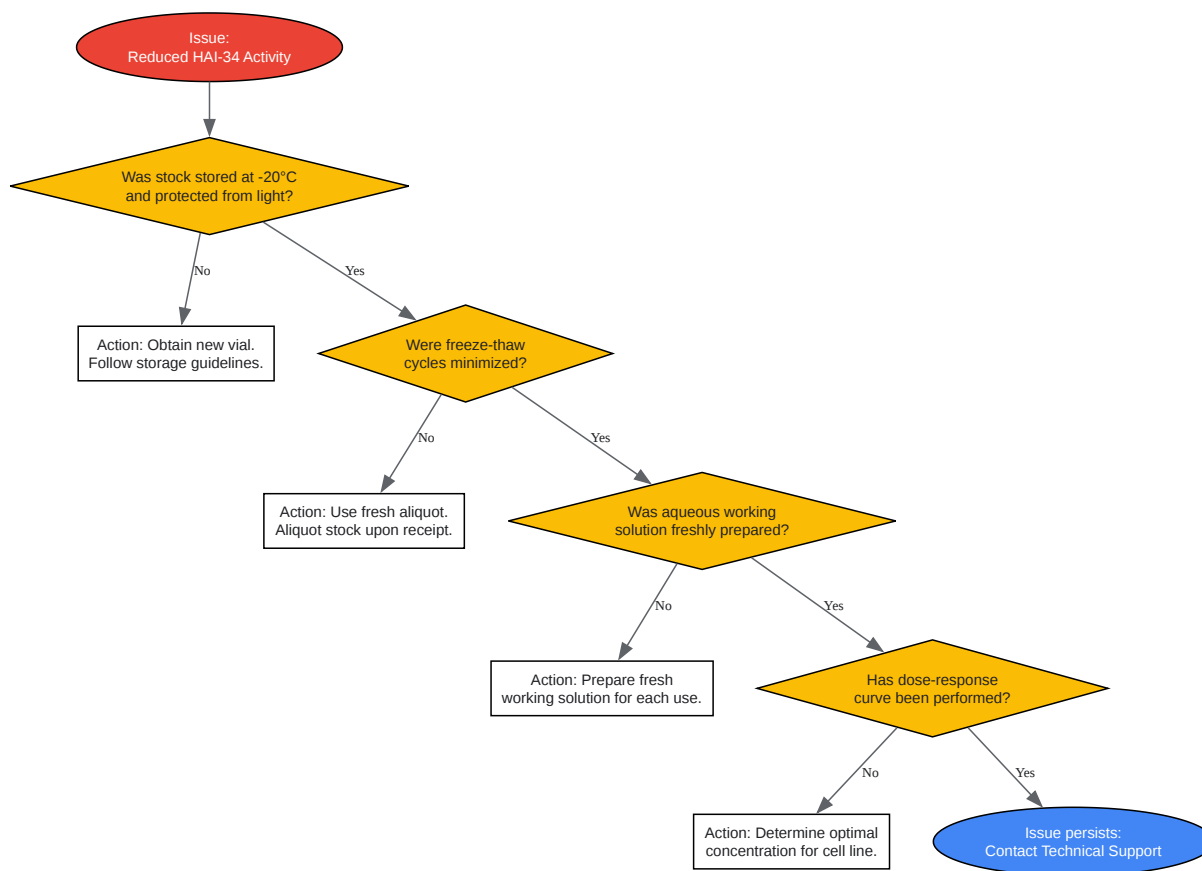 Issue:
Reduced HAI-34 Activity
Was stock stored at -20°C
and protected from light?
No
Yes
Action: Obtain new vial.
Follow storage guidelines.
Were freeze-thaw
cycles minimized?
No
Yes
Action: Use fresh aliquot.
Aliquot stock upon receipt.
Was aqueous working
solution freshly prepared?
No
Yes
Action: Prepare fresh
working solution for each use.
Has dose-response
curve been performed?
No
Yes
Action: Determine optimal
concentration for cell line.
Issue persists:
Contact Technical Support